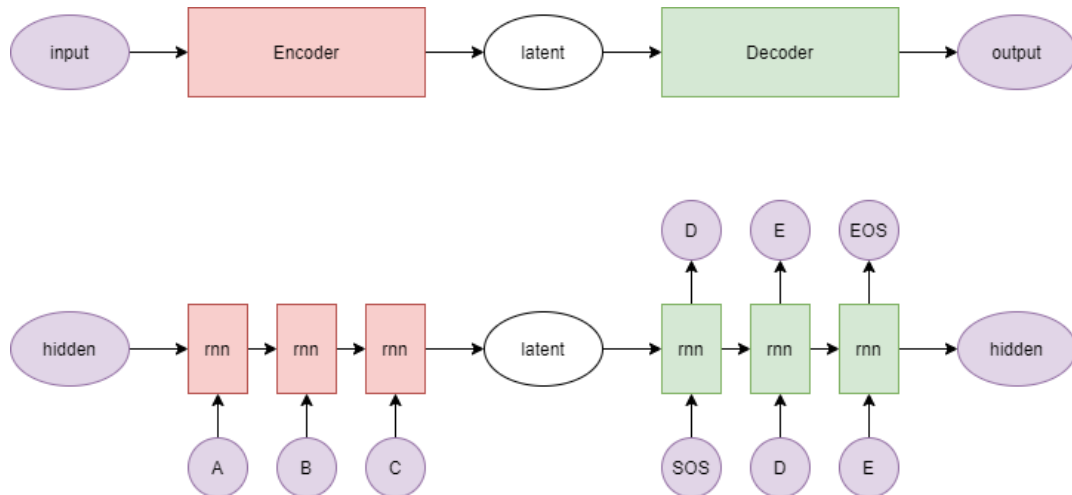 input
Encoder
latent
Decoder
output
D
E
EOS
hidden
rnn
rnn
rnn
latent
rnn
rnn
rnn
hidden
A
B
C
SOS
D
E